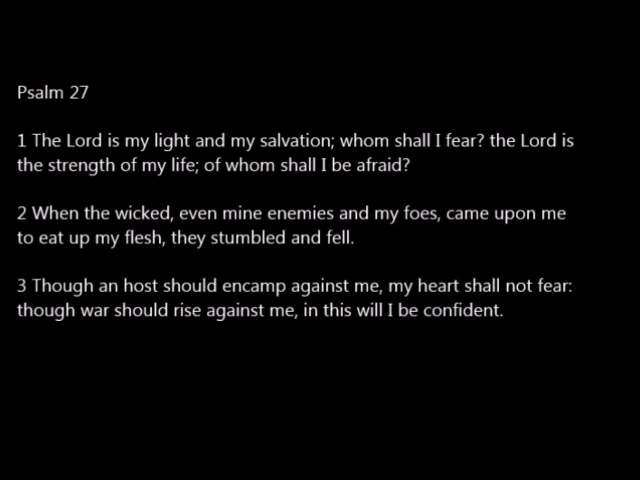 Psalm 27
1 The Lord is my light and my salvation; whom shall I fear? the Lord is
the strength of my life; of whom shall I be afraid?
2 When the wicked, even mine enemies and my foes, came upon me
to eat up my flesh, they stumbled and fell.
3 Though an host should encamp against me, my heart shall not fear:
though war should rise against me, in this will I be confident.